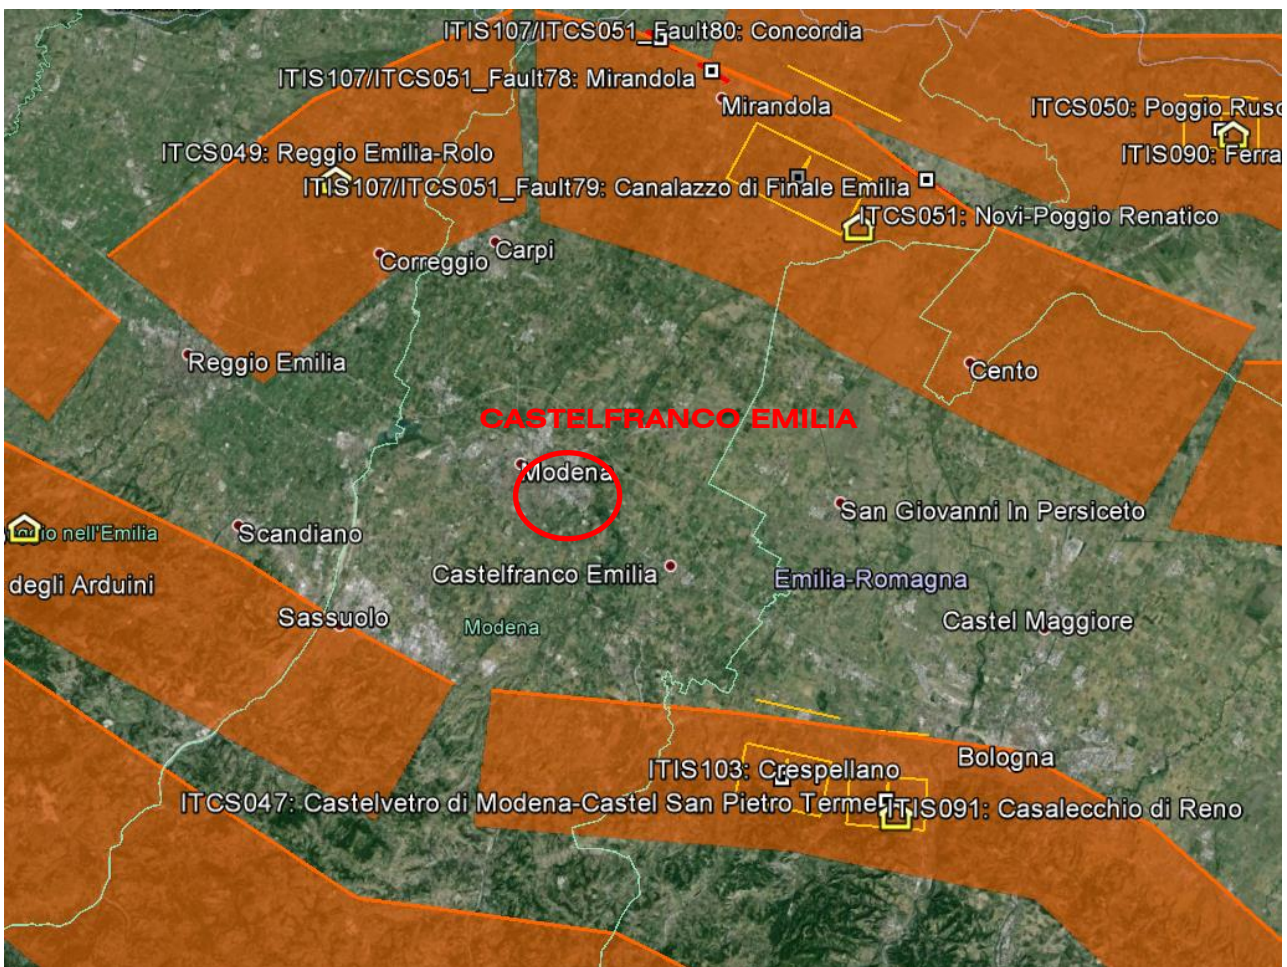 ITIS107/ITCS051_Fault80: Concordia
ITIS107/ITCS051_Fault78: Mirandola
Mirandola
ITCS050: Poggio Rusc
ITCS049: Reggio Emilia-Rolo
ITIS090: Ferra
ITIS107/ITCS051_Fault79: Canalazzo di Finale Emilia
ITCS051: Novi-Poggio Renatico
Carpi
Correggio
Reggio Emilia
Cento
CASTELFRANCO EMILIA
Modena
San Giovanni In Persiceto
Scandiano
nell'Emilia
degli Arduini
Castelfranco Emilia
Emilia-Romagna
Sassuolo
Modena
Castel Maggiore
Bologna
ITIS103: Crespellano
ITCS047: Castelvetro di Modena-Castel San Pietro Terme
ITIS091: Casalecchio di Reno